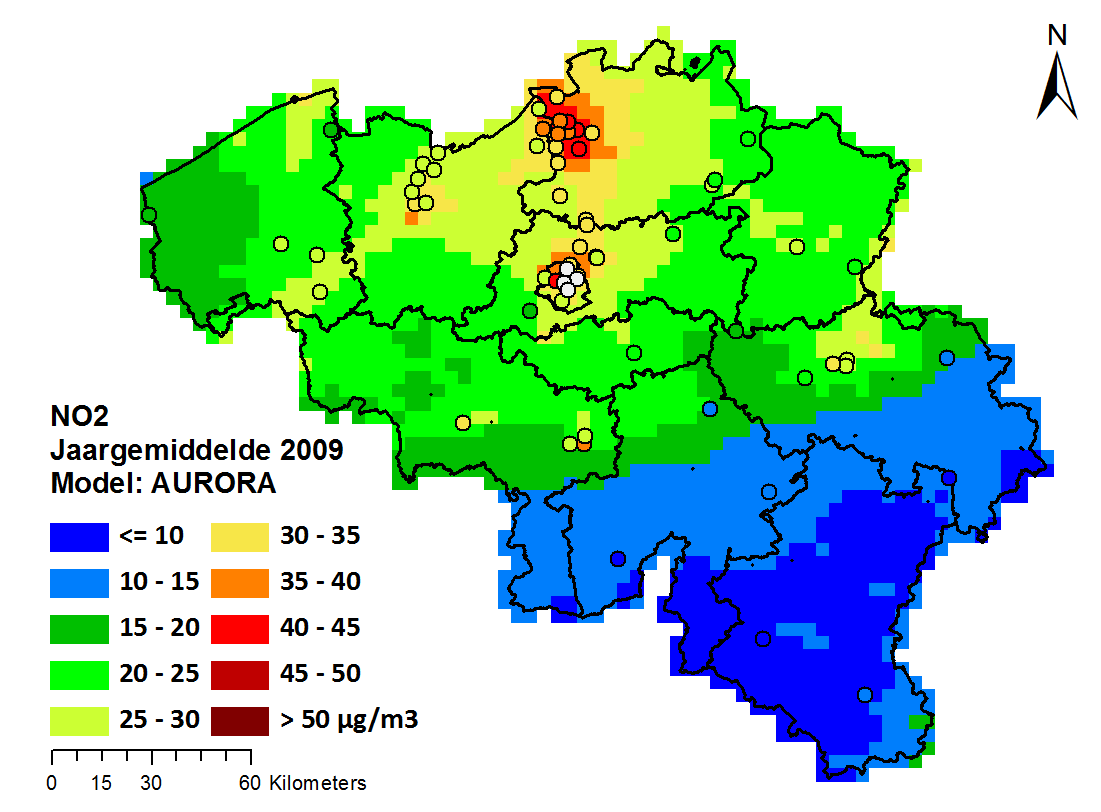 N
NO2
Jaargemiddelde 2009
Model: AURORA
<= 10
30 - 35
10 - 15
35 - 40
15 - 20
40 - 45
20 - 25
45 - 50
25 - 30
> 50 µg/m3
0 15 30 60 Kilometers